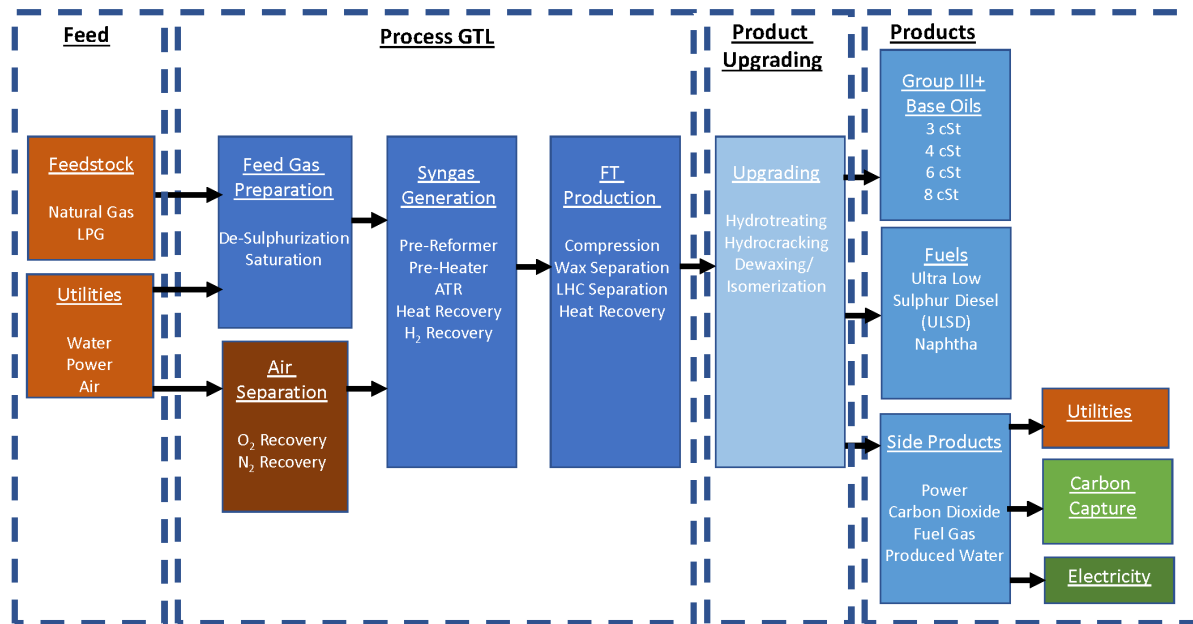 Feed
Process GTL
Product
Upgrading
Products
Feedstock
Natural Gas
LPG
Utilities
Water
Power
Air
Feed Gas
Preparation
De-Sulphurization
Saturation
Air
Separation
O₂ Recovery
N₂ Recovery
Syngas
Generation
Pre-Reformer
Pre-Heater
ATR
Heat Recovery
H₂ Recovery
FT
Production
Compression
Wax Separation
LHC Separation
Heat Recovery
Upgrading
Hydrotreating
Hydrocracking
Dewaxing/
Isomerization
Group III+
Base Oils
3 cSt
4 cSt
6 cSt
8 cSt
Fuels
Ultra Low
Sulphur Diesel
(ULSD)
Naphtha
Side Products
Power
Carbon Dioxide
Fuel Gas
Produced Water
Utilities
Carbon
Capture
Electricity